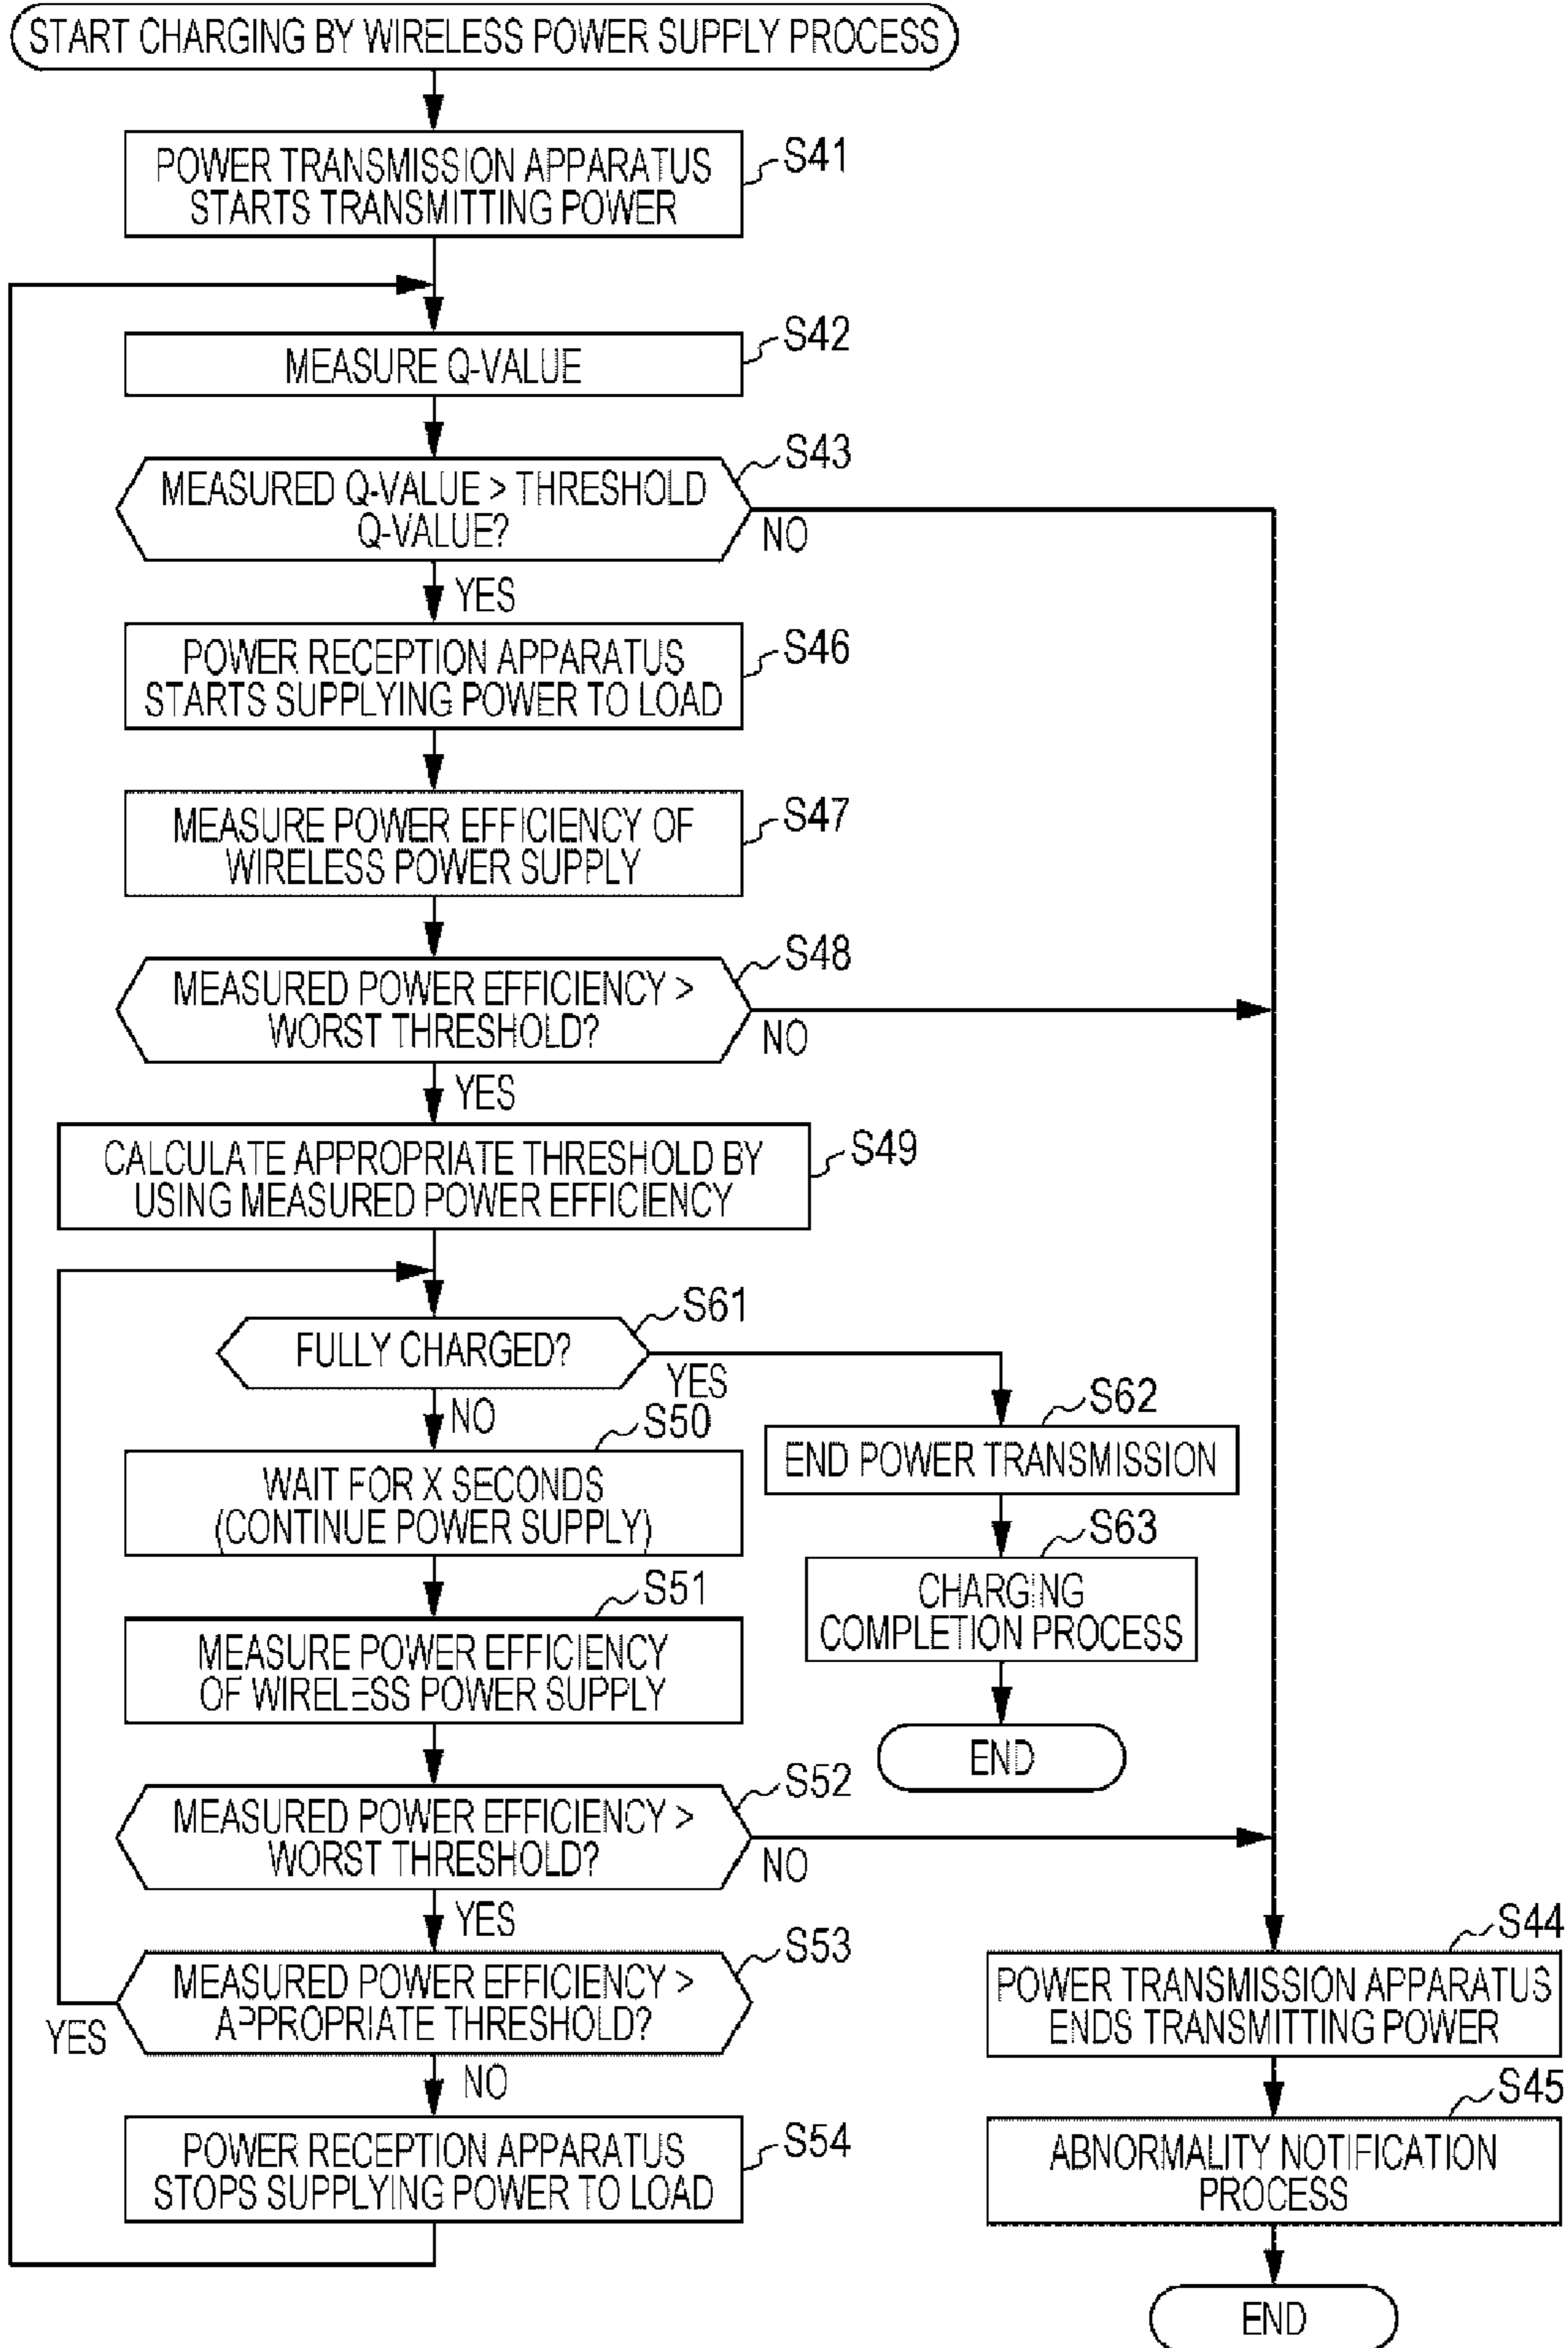 START CHARGING BY WIRELESS POWER SUPPLY PROCESS
S41
POWER TRANSMISSION APPARATUS
STARTS TRANSMITTING POWER
S42
MEASURE Q-VALUE
S43
MEASURED Q-VALUE > THRESHOLD
Q-VALUE?
NO
YES
S46
POWER RECEPTION APPARATUS
STARTS SUPPLYING POWER TO LOAD
S47
MEASURE POWER EFFICIENCY OF
WIRELESS POWER SUPPLY
S48
MEASURED POWER EFFICIENCY >
WORST THRESHOLD?
NO
YES
S49
CALCULATE APPROPRIATE THRESHOLD BY
USING MEASURED POWER EFFICIENCY
S61
FULLY CHARGED?
YES
NO
S62
END POWER TRANSMISSION
S63
CHARGING
COMPLETION PROCESS
END
S50
WAIT FOR X SECONDS
(CONTINUE POWER SUPPLY)
S51
MEASURE POWER EFFICIENCY
OF WIRELESS POWER SUPPLY
S52
MEASURED POWER EFFICIENCY >
WORST THRESHOLD?
NO
YES
S53
MEASURED POWER EFFICIENCY >
APPROPRIATE THRESHOLD?
YES
NO
S54
POWER RECEPTION APPARATUS
STOPS SUPPLYING POWER TO LOAD
S44
POWER TRANSMISSION APPARATUS
ENDS TRANSMITTING POWER
S45
ABNORMALITY NOTIFICATION
PROCESS
END